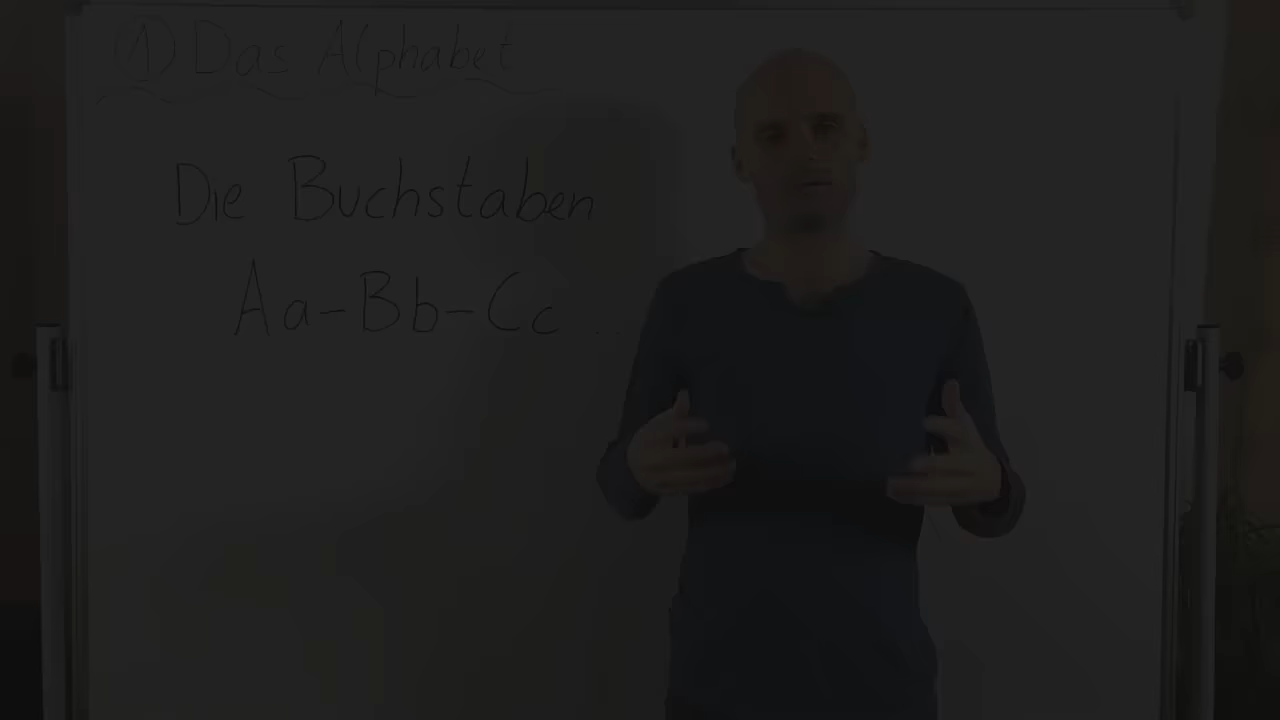 ① Das Alphabet
Die Buchstaben
Aa-Bb-Cc ...